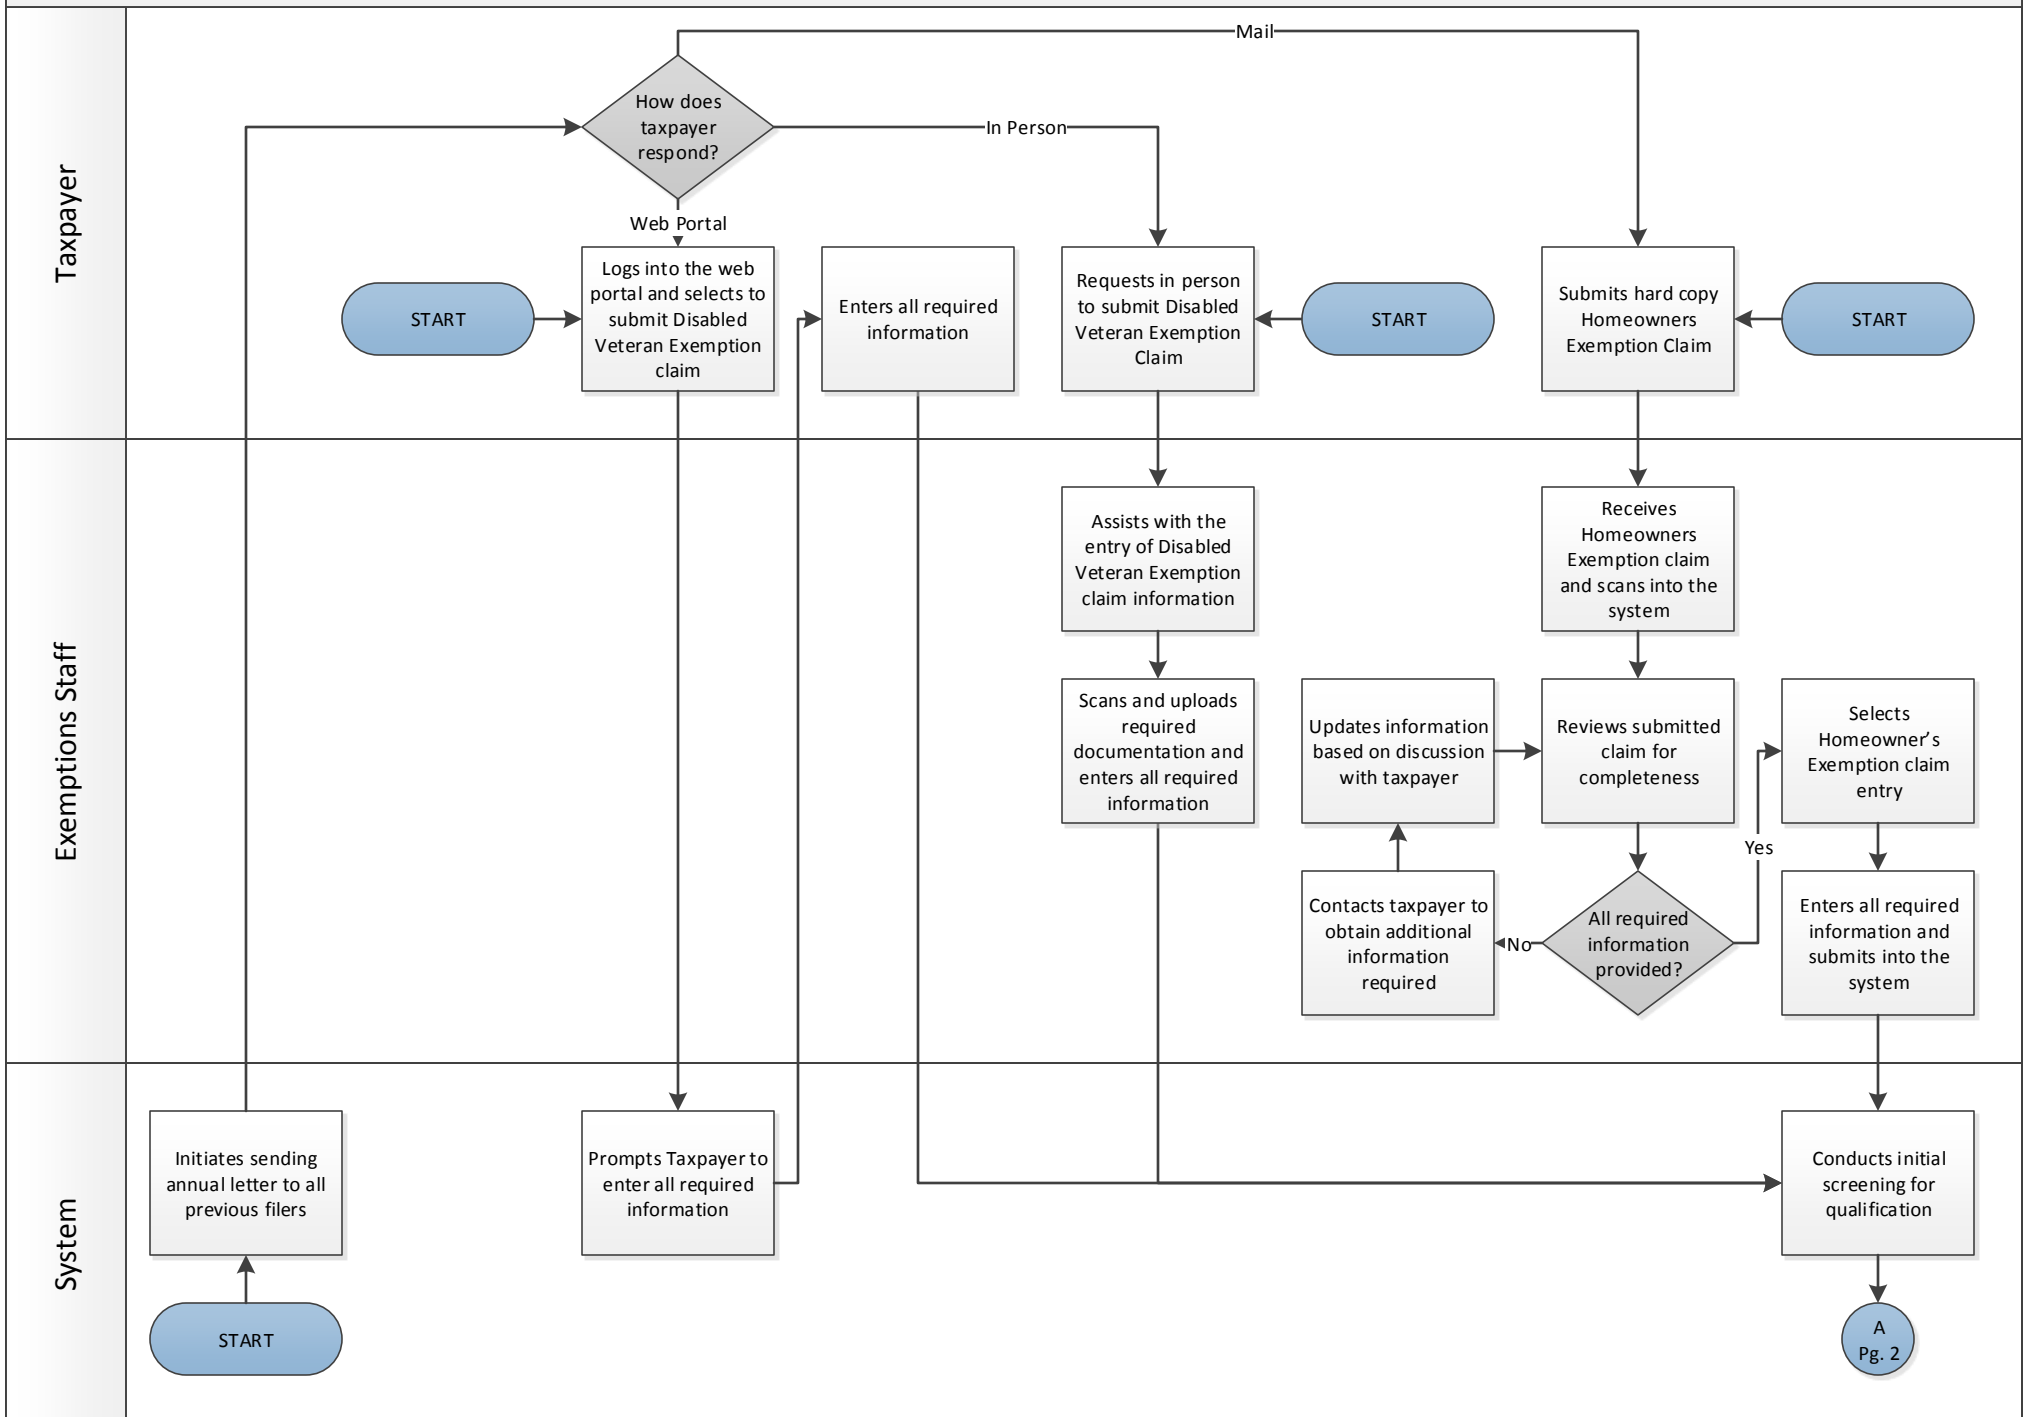 Taxpayer
Mail
How does
taxpayer
respond?
In Person
Web Portal
START
Logs into the web
portal and selects to
submit Disabled
Veteran Exemption
claim
Enters all required
information
Requests in person
to submit Disabled
Veteran Exemption
Claim
START
Submits hard copy
Homeowners
Exemption Claim
START
Exemptions Staff
Assists with the
entry of Disabled
Veteran Exemption
claim information
Receives
Homeowners
Exemption claim
and scans into the
system
Scans and uploads
required
documentation and
enters all required
information
Updates information
based on discussion
with taxpayer
Reviews submitted
claim for
completeness
Selects
Homeowner's
Exemption claim
entry
Yes
Contacts taxpayer to
obtain additional
information
required
No
All required
information
provided?
Enters all required
information and
submits into the
system
System
Initiates sending
annual letter to all
previous filers
Prompts Taxpayer to
enter all required
information
Conducts initial
screening for
qualification
START
A
Pg. 2